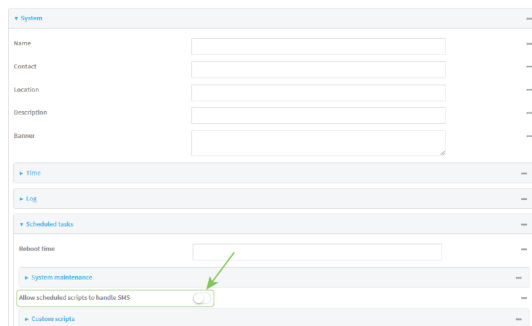 System
Name
Contact
Location
Description
Banner
Time
Log
Scheduled tasks
Reboot time
System maintenance
Allow scheduled scripts to handle SMS
Custom scripts